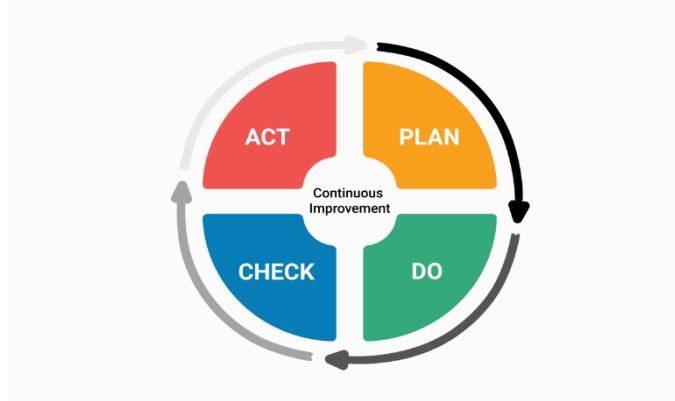 ACT
PLAN
Continuous
Improvement
CHECK
DO